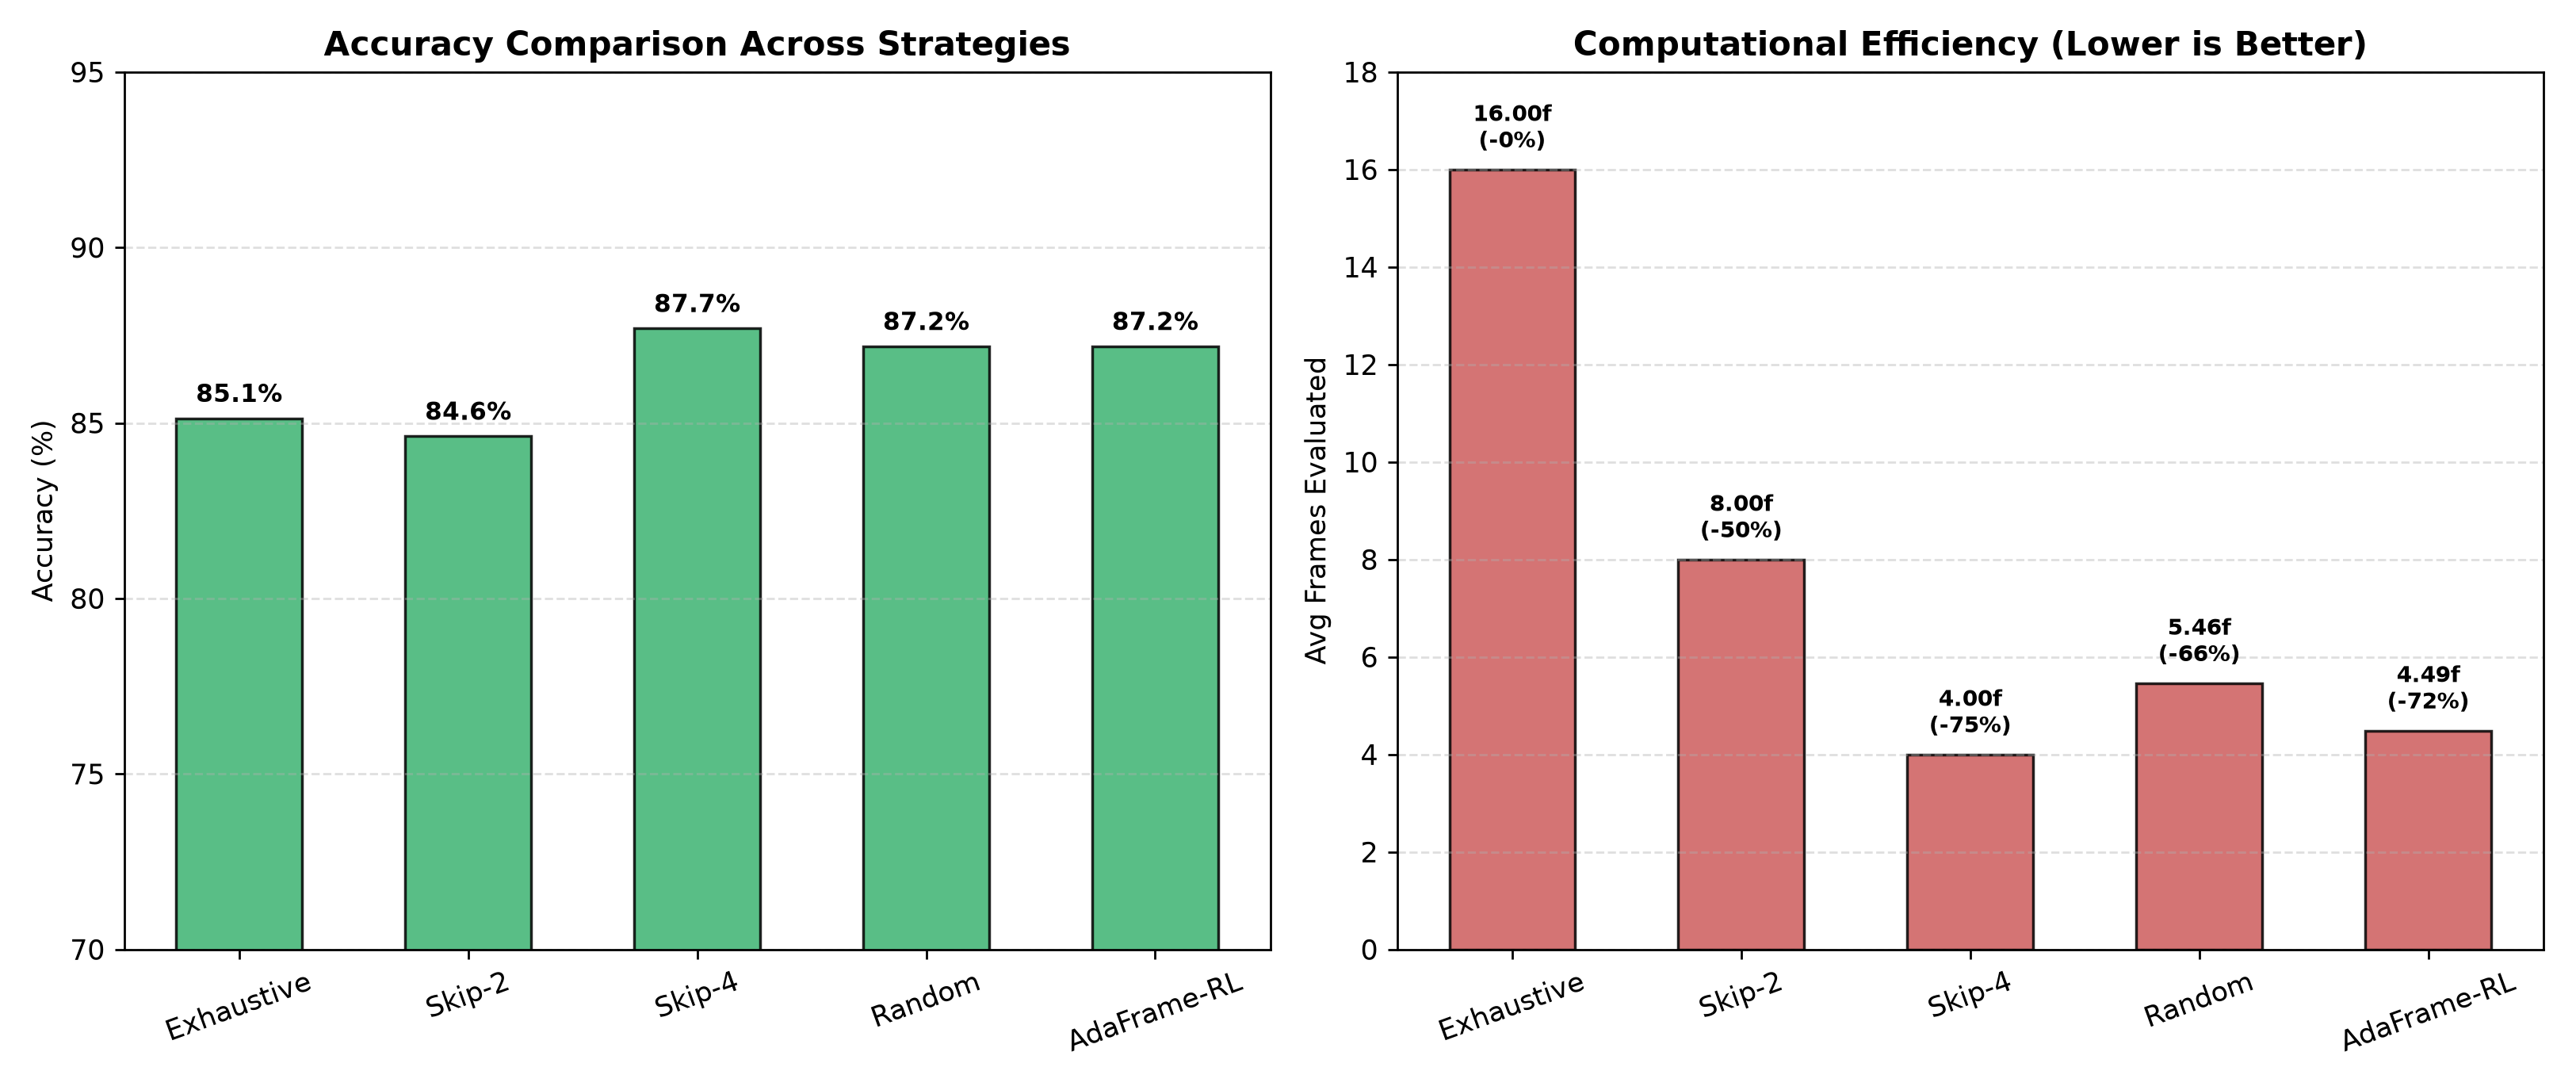 Accuracy Comparison Across Strategies
Accuracy (%)
95
90
85
80
75
70
85.1%
84.6%
87.7%
87.2%
87.2%
Exhaustive
Skip-2
Skip-4
Random
AdaFrame-RL
Computational Efficiency (Lower is Better)
Avg Frames Evaluated
18
16
14
12
10
8
6
4
2
0
16.00f
(-0%)
8.00f
(-50%)
4.00f
(-75%)
5.46f
(-66%)
4.49f
(-72%)
Exhaustive
Skip-2
Skip-4
Random
AdaFrame-RL